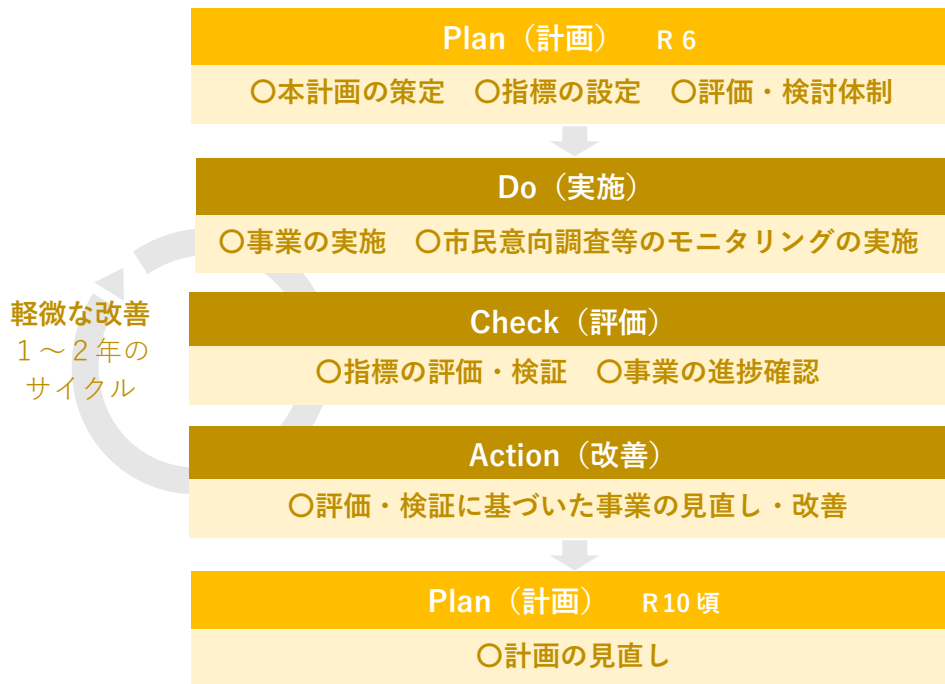 Plan（計画）　R 6
〇本計画の策定　〇指標の設定　〇評価・検討体制
Do（実施）
〇事業の実施　〇市民意向調査等のモニタリングの実施
軽微な改善
１～２年の
サイクル
Check（評価）
〇指標の評価・検証　〇事業の進捗確認
Action（改善）
〇評価・検証に基づいた事業の見直し・改善
Plan（計画）　R10 頃
〇計画の見直し